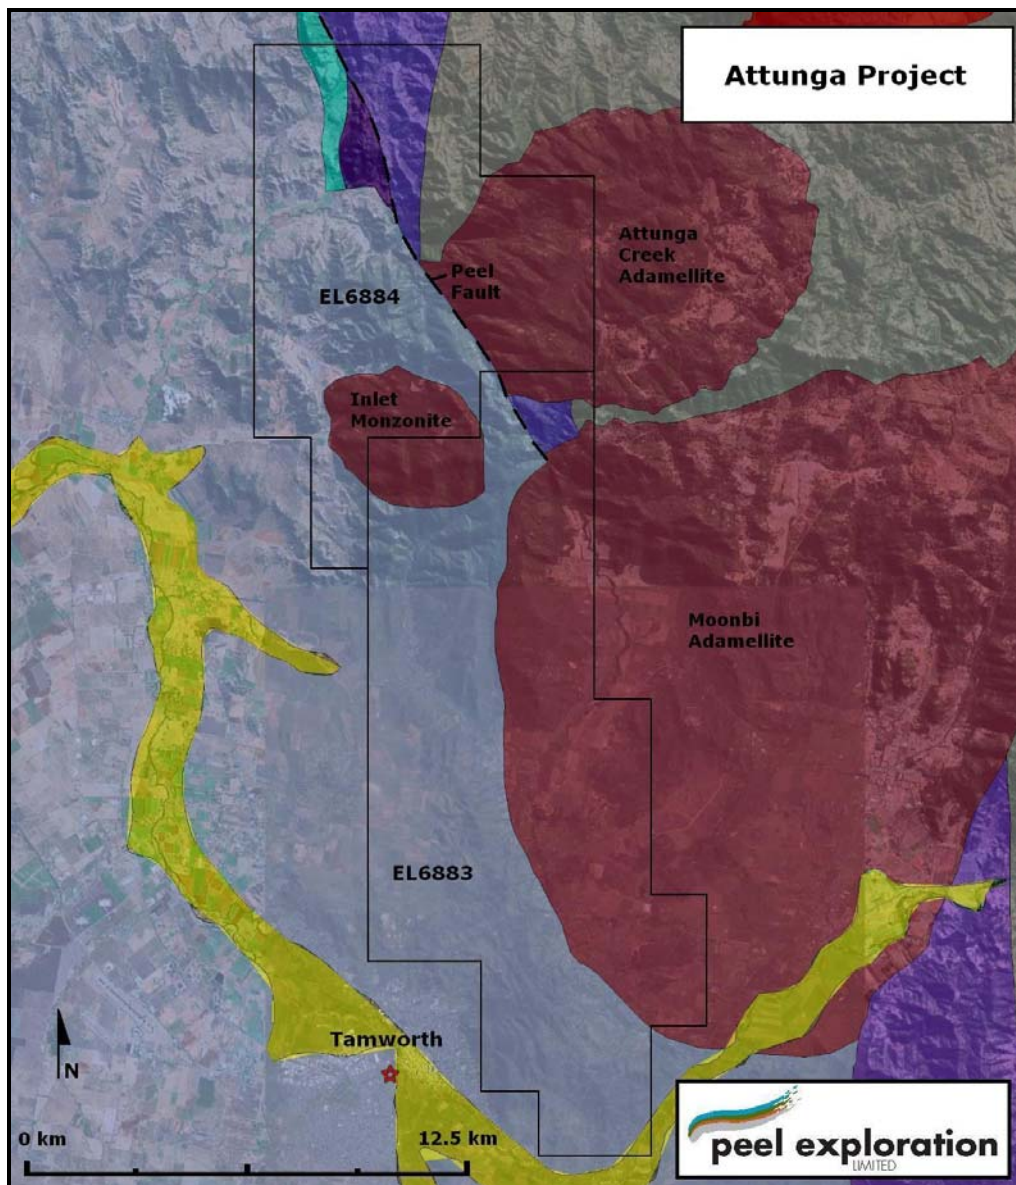 Attunga Project
Attunga
Creek
Adamellite
Peel
Fault
EL6884
Inlet
Monzonite
Moonbi
Adamellite
EL6883
Tamworth
N
0 km
12.5 km
peel exploration
LIMITED